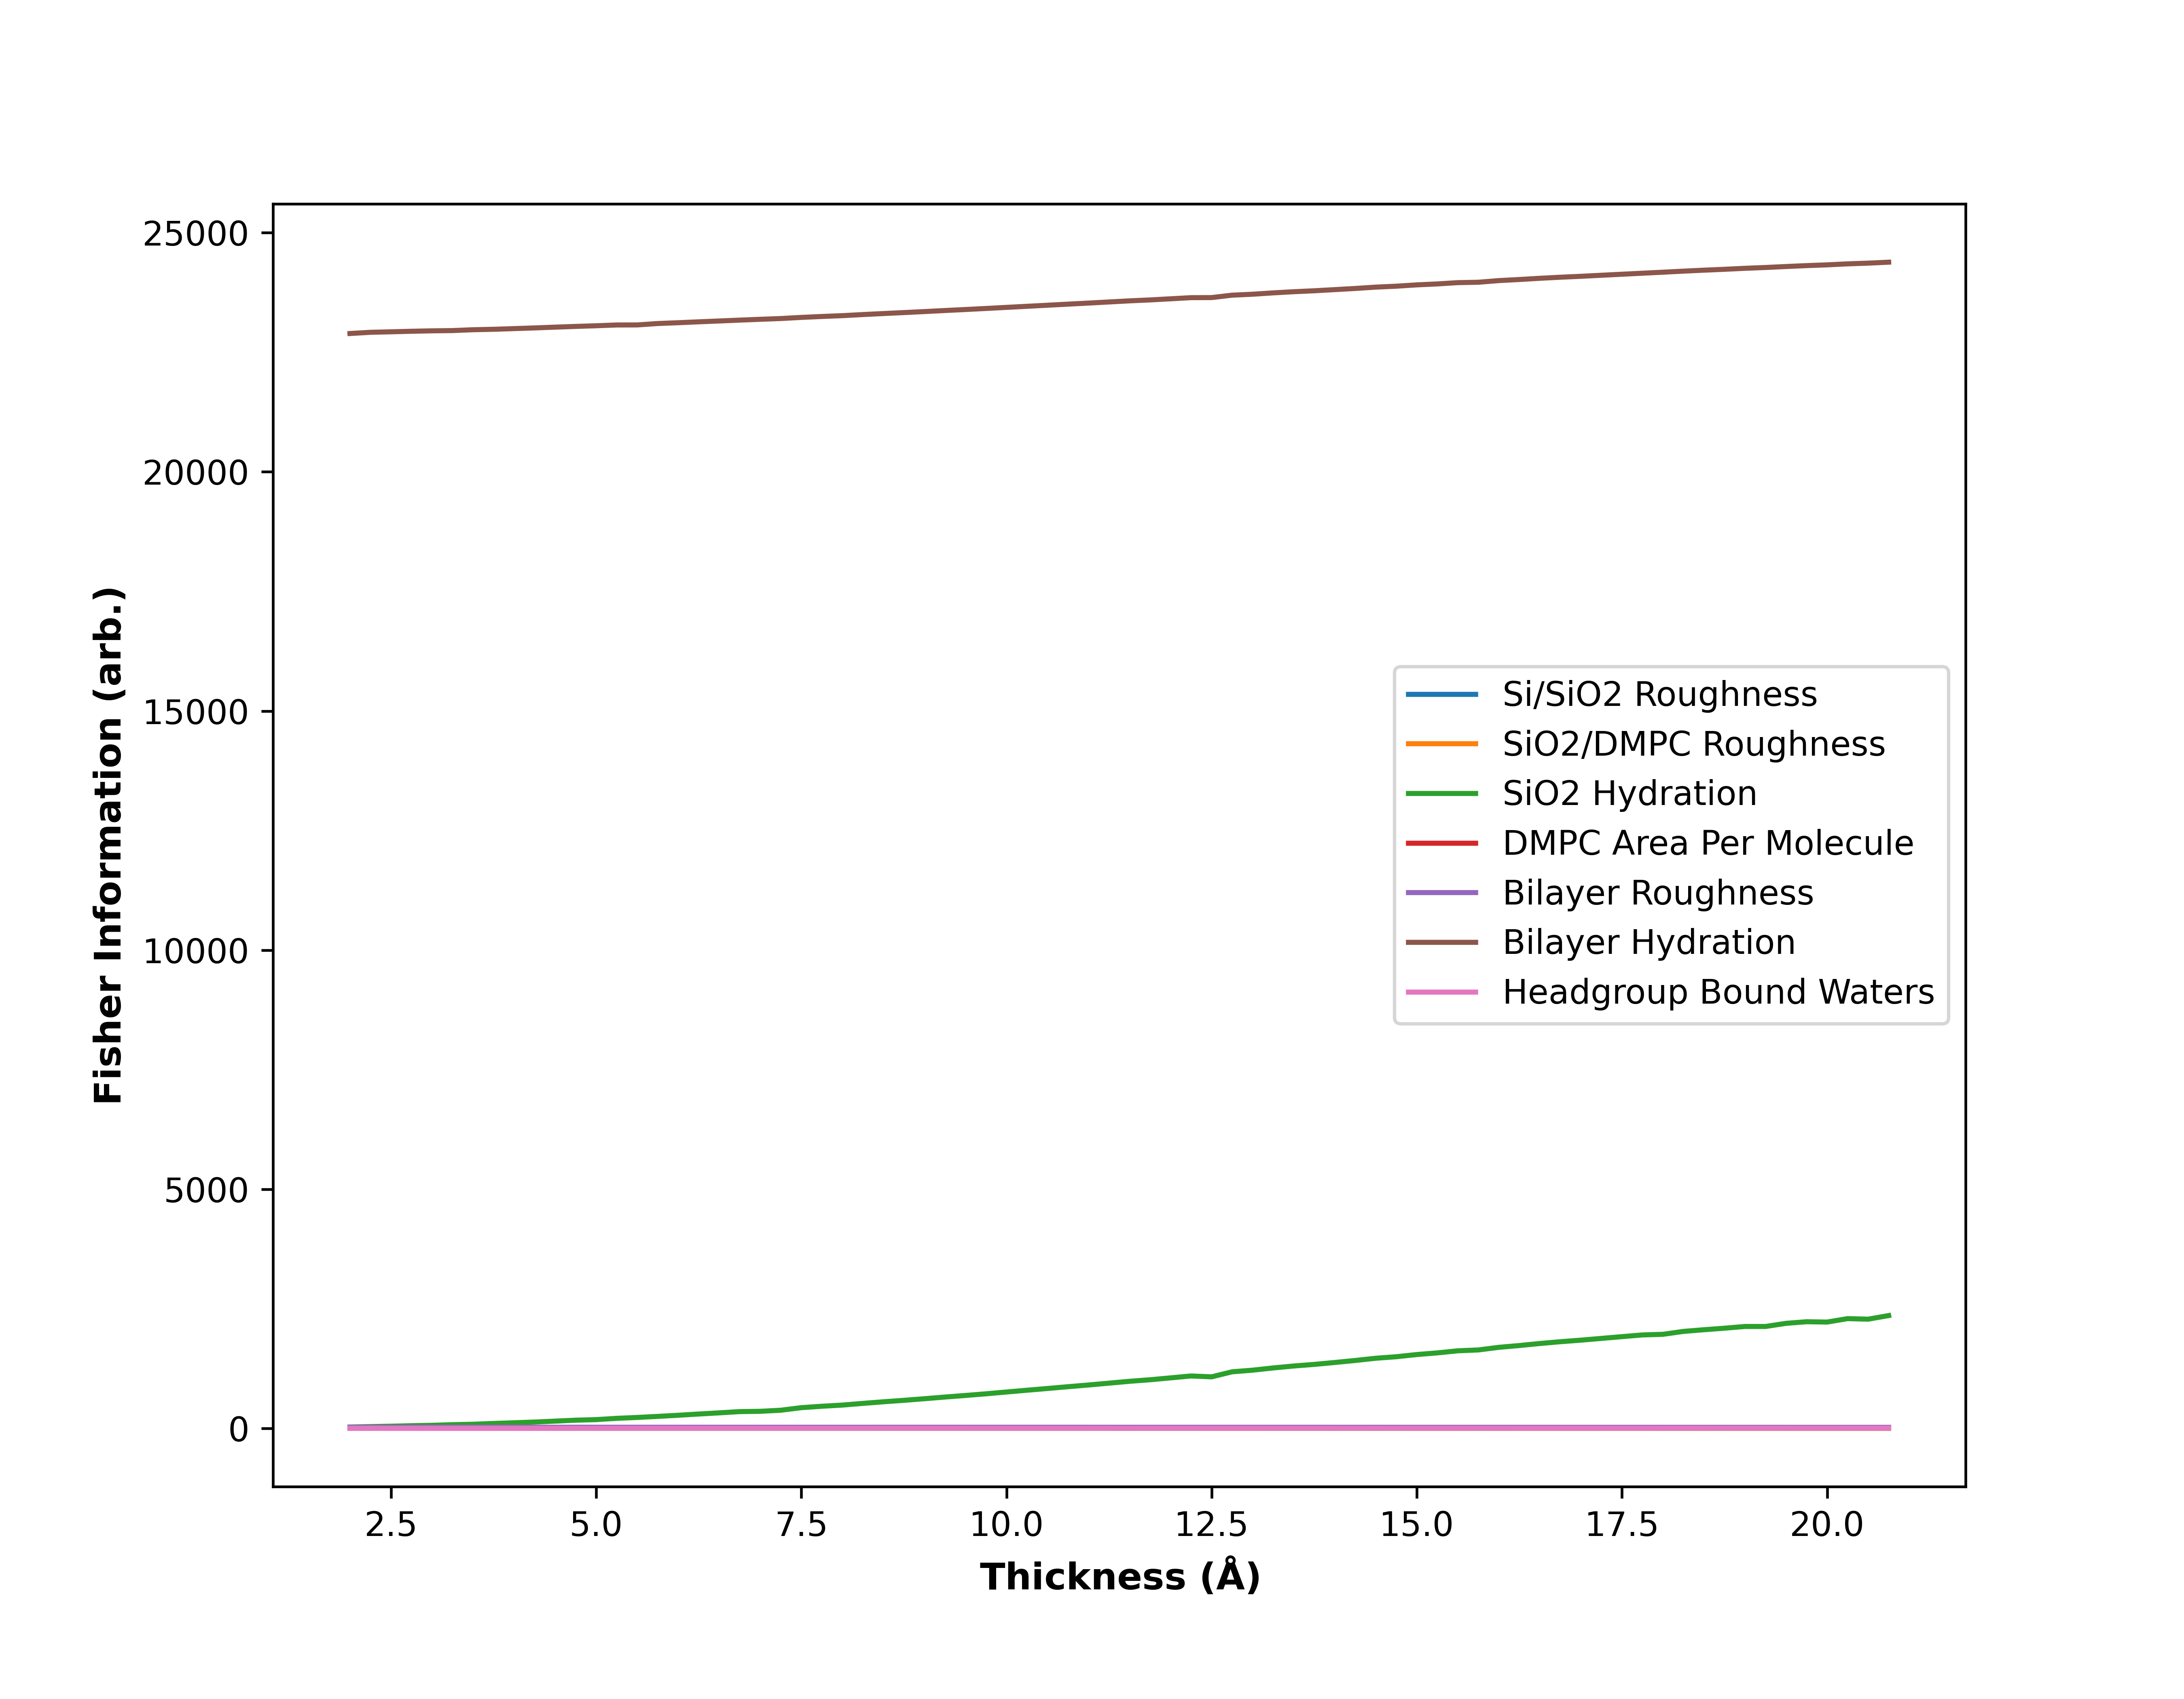 25000
20000
15000
10000
5000
0
Fisher Information (arb.)
Si/SiO2 Roughness
SiO2/DMPC Roughness
SiO2 Hydration
DMPC Area Per Molecule
Bilayer Roughness
Bilayer Hydration
Headgroup Bound Waters
2.5 5.0 7.5 10.0 12.5 15.0 17.5 20.0
Thickness (Å)